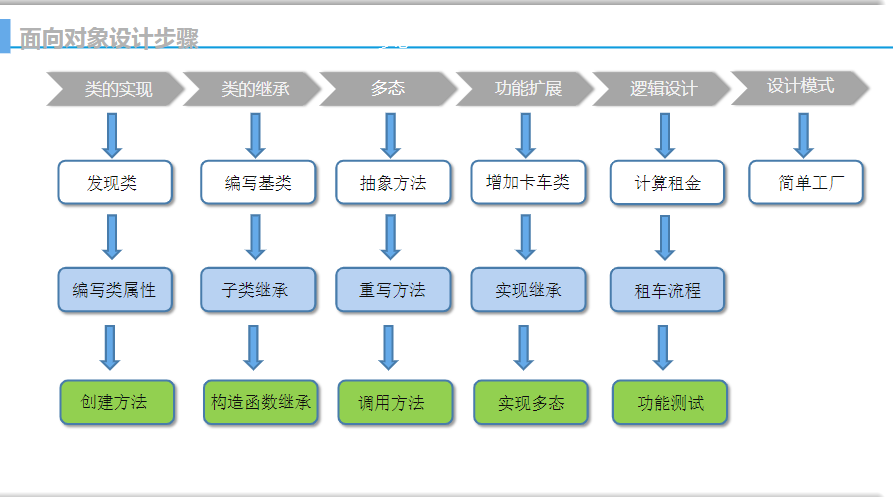 面向对象设计步骤
类的实现 类的继承 多态 功能扩展 逻辑设计 设计模式
发现类 编写基类 抽象方法 增加卡车类 计算租金 简单工厂
编写类属性 子类继承 重写方法 实现继承 租车流程
创建方法 构造函数继承 调用方法 实现多态 功能测试